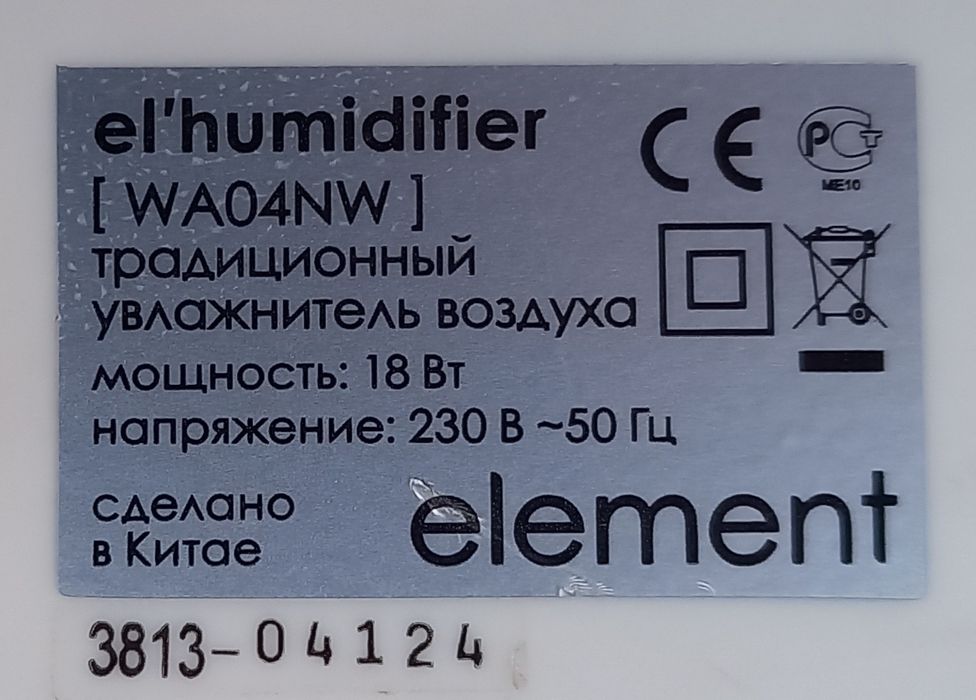 el'humidifier
[ WA04NW ]
традиционный
увлажнитель воздуха
мощность: 18 Вт
напряжение: 230 В ~50 Гц
сделано
в Китае
element
CE
РСТ
ME10
3813-04124